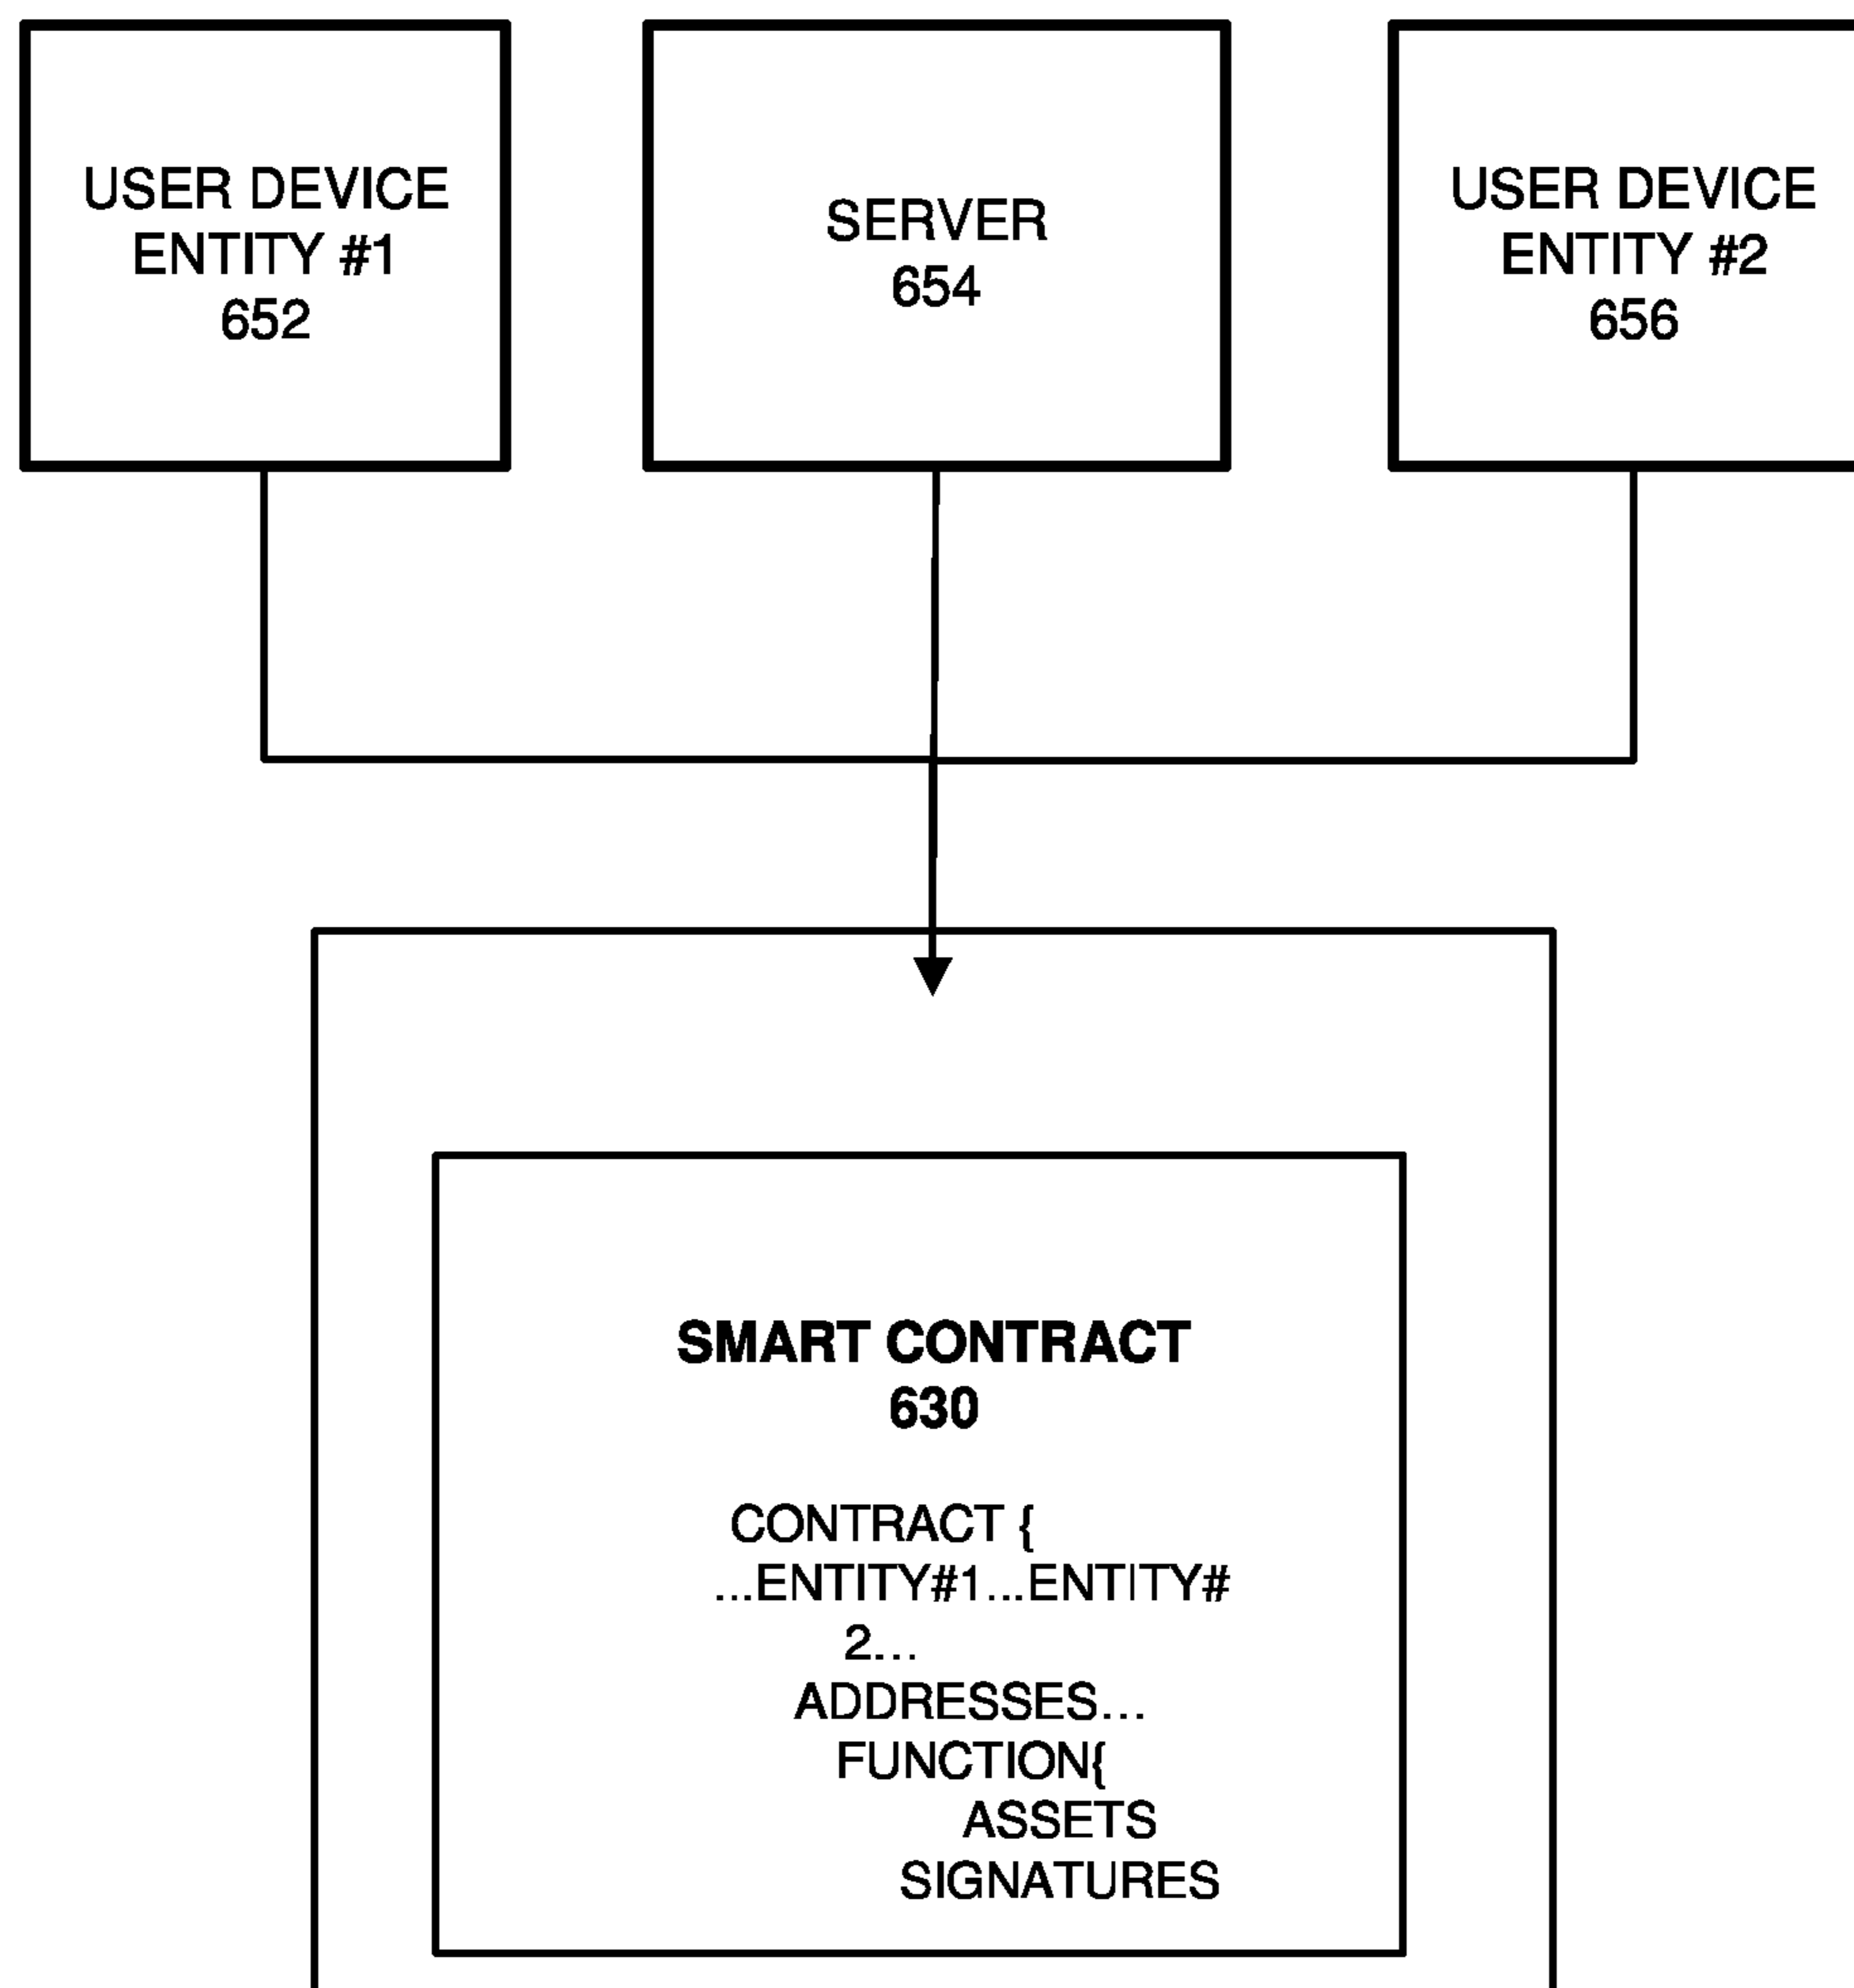 USER DEVICE
ENTITY #1
652
SERVER
654
USER DEVICE
ENTITY #2
656
SMART CONTRACT
630
CONTRACT {
...ENTITY#1...ENTITY#
2...
ADDRESSES...
FUNCTION{
ASSETS
SIGNATURES